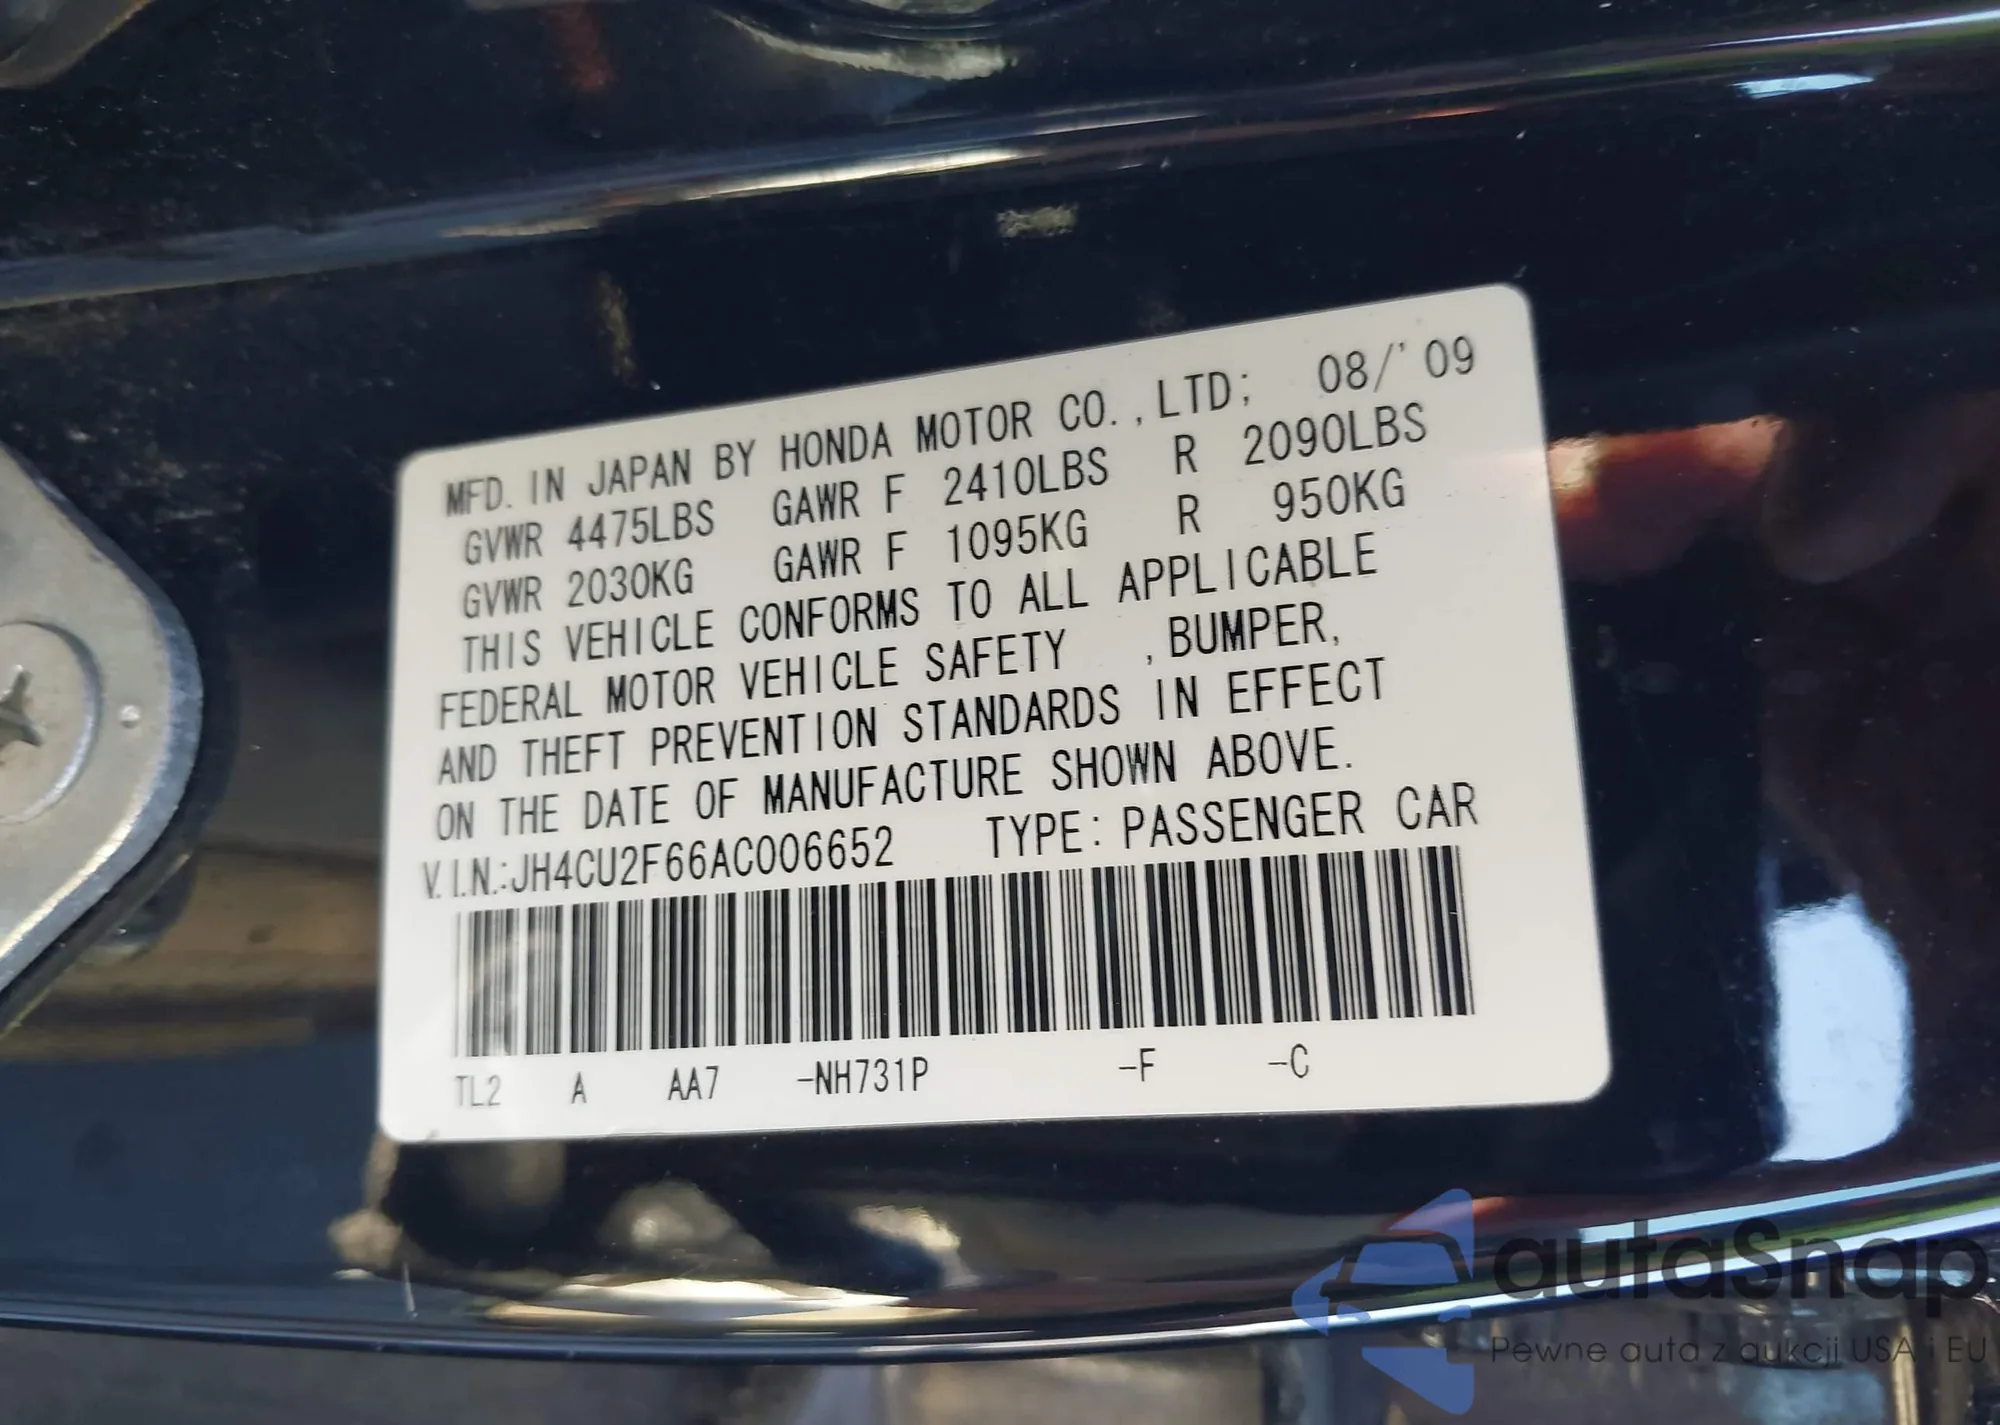 MFD. IN JAPAN BY HONDA MOTOR CO.,LTD; 08/'09
GVWR 4475LBS GAWR F 2410LBS R 2090LBS
GVWR 2030KG GAWR F 1095KG R 950KG
THIS VEHICLE CONFORMS TO ALL APPLICABLE
FEDERAL MOTOR VEHICLE SAFETY ,BUMPER,
AND THEFT PREVENTION STANDARDS IN EFFECT
ON THE DATE OF MANUFACTURE SHOWN ABOVE.
V.I.N.:JH4CU2F66AC006652 TYPE: PASSENGER CAR
TL2 A AA7 -NH731P -F -C
autaSnap
Pewne auta z aukcji USA i EU